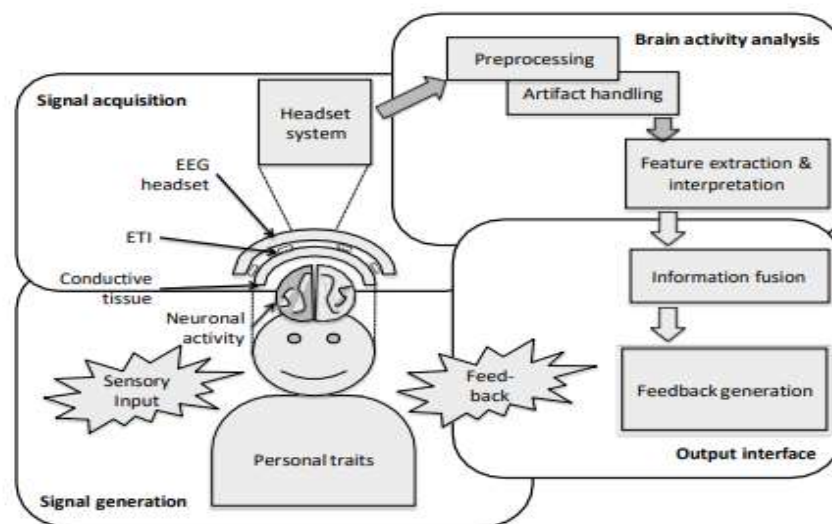 Brain activity analysis
Preprocessing
Artifact handling
Signal acquisition
Headset
system
EEG
headset
Feature extraction &
interpretation
ETI
Conductive
tissue
Information fusion
Neuronal
activity
Sensory
Input
Feed-
back
Feedback generation
Personal traits
Output interface
Signal generation